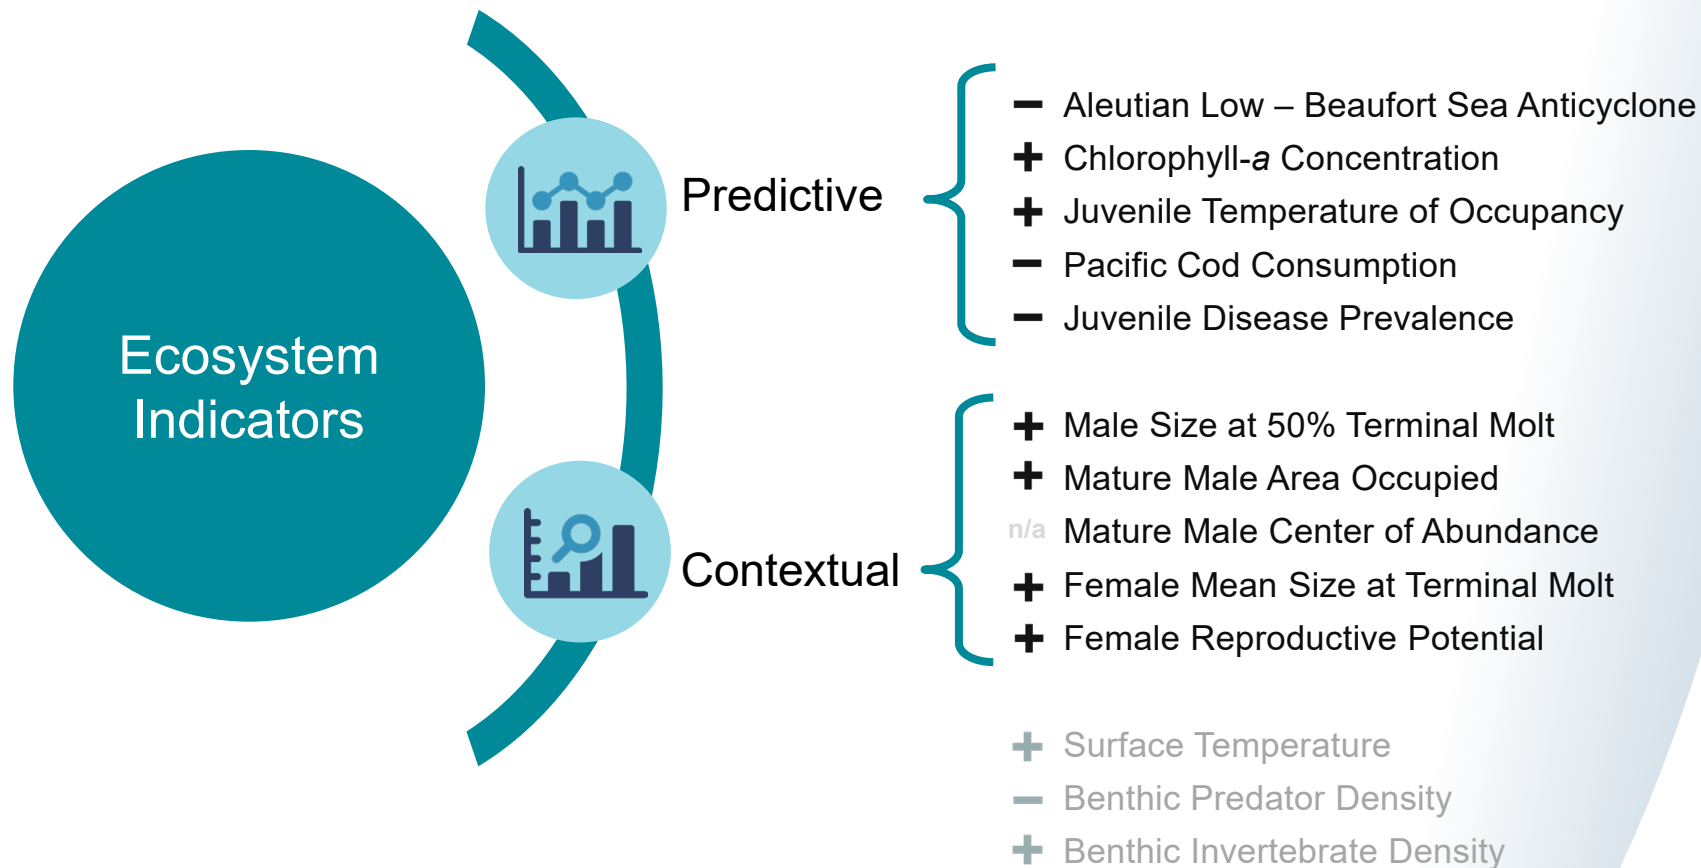 Ecosystem
Indicators
Predictive
− Aleutian Low – Beaufort Sea Anticyclone
+ Chlorophyll-a Concentration
+ Juvenile Temperature of Occupancy
− Pacific Cod Consumption
− Juvenile Disease Prevalence
Contextual
+ Male Size at 50% Terminal Molt
+ Mature Male Area Occupied
n/a Mature Male Center of Abundance
+ Female Mean Size at Terminal Molt
+ Female Reproductive Potential
+ Surface Temperature
− Benthic Predator Density
+ Benthic Invertebrate Density